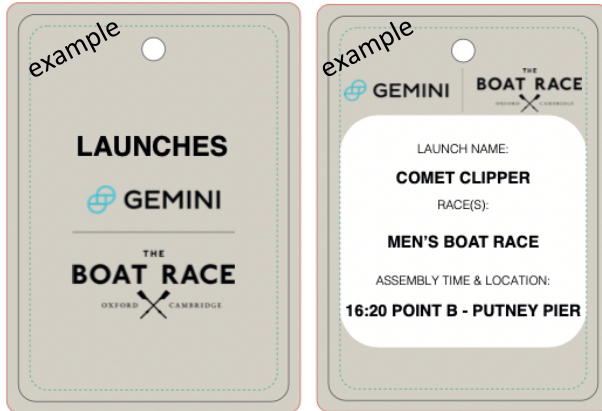 example
LAUNCHES
GEMINI
THE
BOAT RACE
OXFORD CAMBRIDGE
example
GEMINI
THE
BOAT RACE
OXFORD CAMBRIDGE
LAUNCH NAME:
COMET CLIPPER
RACE(S):
MEN'S BOAT RACE
ASSEMBLY TIME & LOCATION:
16:20 POINT B - PUTNEY PIER